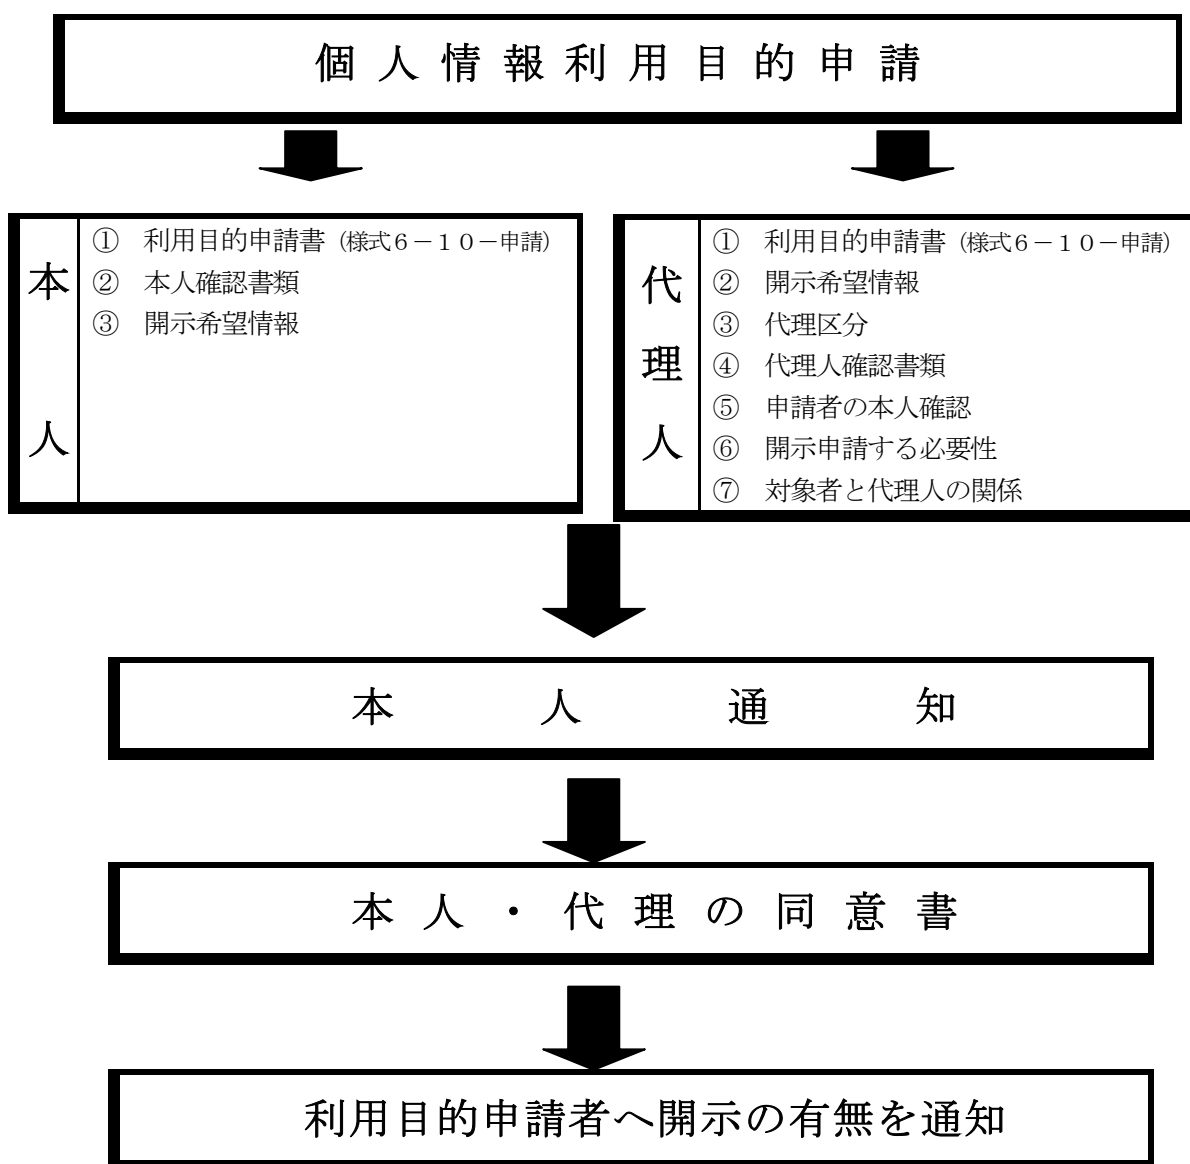 個人情報利用目的申請
本人
① 利用目的申請書（様式６－１０－申請）
② 本人確認書類
③ 開示希望情報
代理人
① 利用目的申請書（様式６－１０－申請）
② 開示希望情報
③ 代理区分
④ 代理人確認書類
⑤ 申請者の本人確認
⑥ 開示申請する必要性
⑦ 対象者と代理人の関係
本人通知
本人・代理の同意書
利用目的申請者へ開示の有無を通知